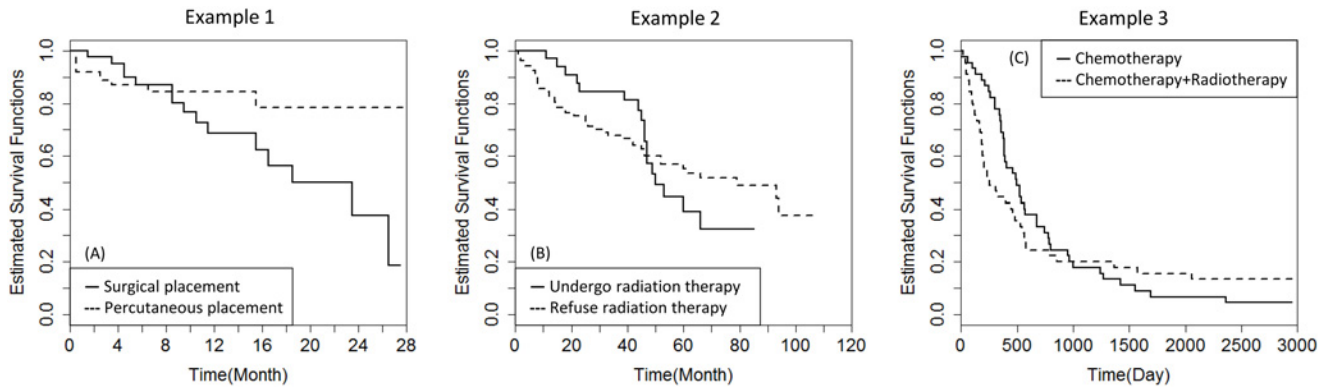 Example 1
Estimated Survival Functions
1.0
0.8
0.6
0.4
0.2
0.0
(A)
Surgical placement
Percutaneous placement
0 4 8 12 16 20 24 28
Time(Month)
Example 2
Estimated Survival Functions
1.0
0.8
0.6
0.4
0.2
0.0
(B)
Undergo radiation therapy
Refuse radiation therapy
0 20 40 60 80 100 120
Time(Month)
Example 3
Estimated Survival Functions
1.0
0.8
0.6
0.4
0.2
0.0
(C)
Chemotherapy
Chemotherapy+Radiotherapy
0 500 1000 1500 2000 2500 3000
Time(Day)